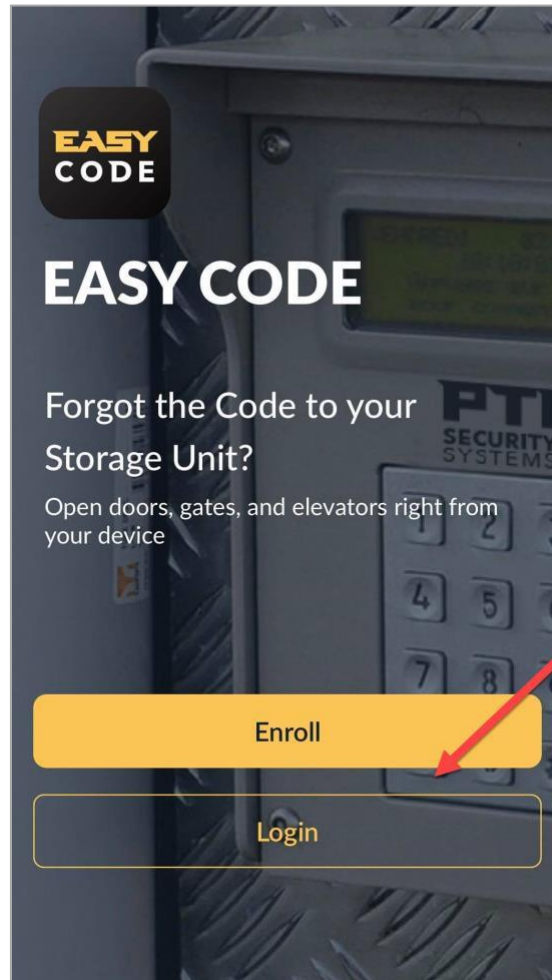 EASY
CODE
EASY CODE
Forgot the Code to your
Storage Unit?
Open doors, gates, and elevators right from
your device
SECURITY
SYSTEMS
1 2
4 5
7 8
Enroll
Login